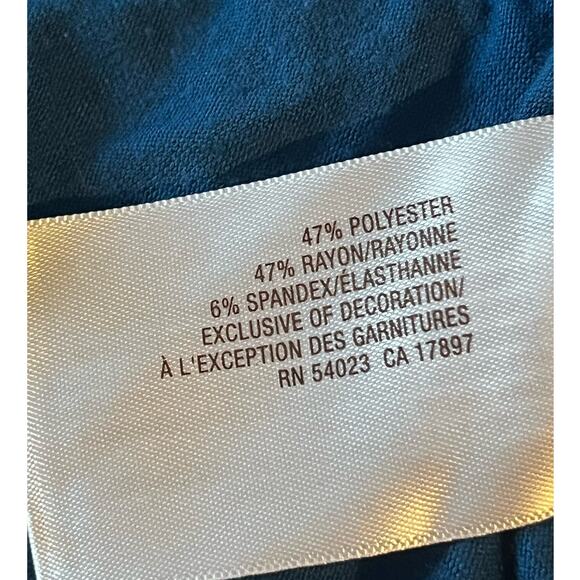 47% POLYESTER
47% RAYON/RAYONNE
6% SPANDEX/ÉLASTHANNE
EXCLUSIVE OF DECORATION/
À L'EXCEPTION DES GARNITURES
RN 54023 CA 17897